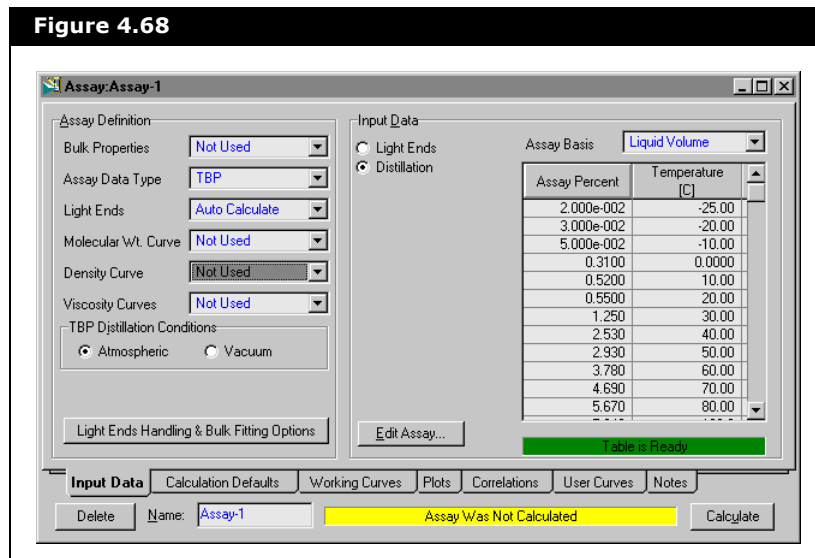 Figure 4.68
Assay:Assay-1
Assay Definition
Bulk Properties Not Used
Assay Data Type TBP
Light Ends Auto Calculate
Molecular Wt. Curve Not Used
Density Curve Not Used
Viscosity Curves Not Used
TBP Distillation Conditions
Atmospheric Vacuum
Light Ends Handling & Bulk Fitting Options
Input Data
Light Ends
Distillation
Assay Basis Liquid Volume
Assay Percent Temperature [C]
2.000e-002 -25.00
3.000e-002 -20.00
5.000e-002 -10.00
0.3100 0.0000
0.5200 10.00
0.5500 20.00
1.250 30.00
2.530 40.00
2.930 50.00
3.780 60.00
4.690 70.00
5.670 80.00
Edit Assay...
Table is Ready
Input Data Calculation Defaults Working Curves Plots Correlations User Curves Notes
Delete Name: Assay-1 Assay Was Not Calculated Calculate